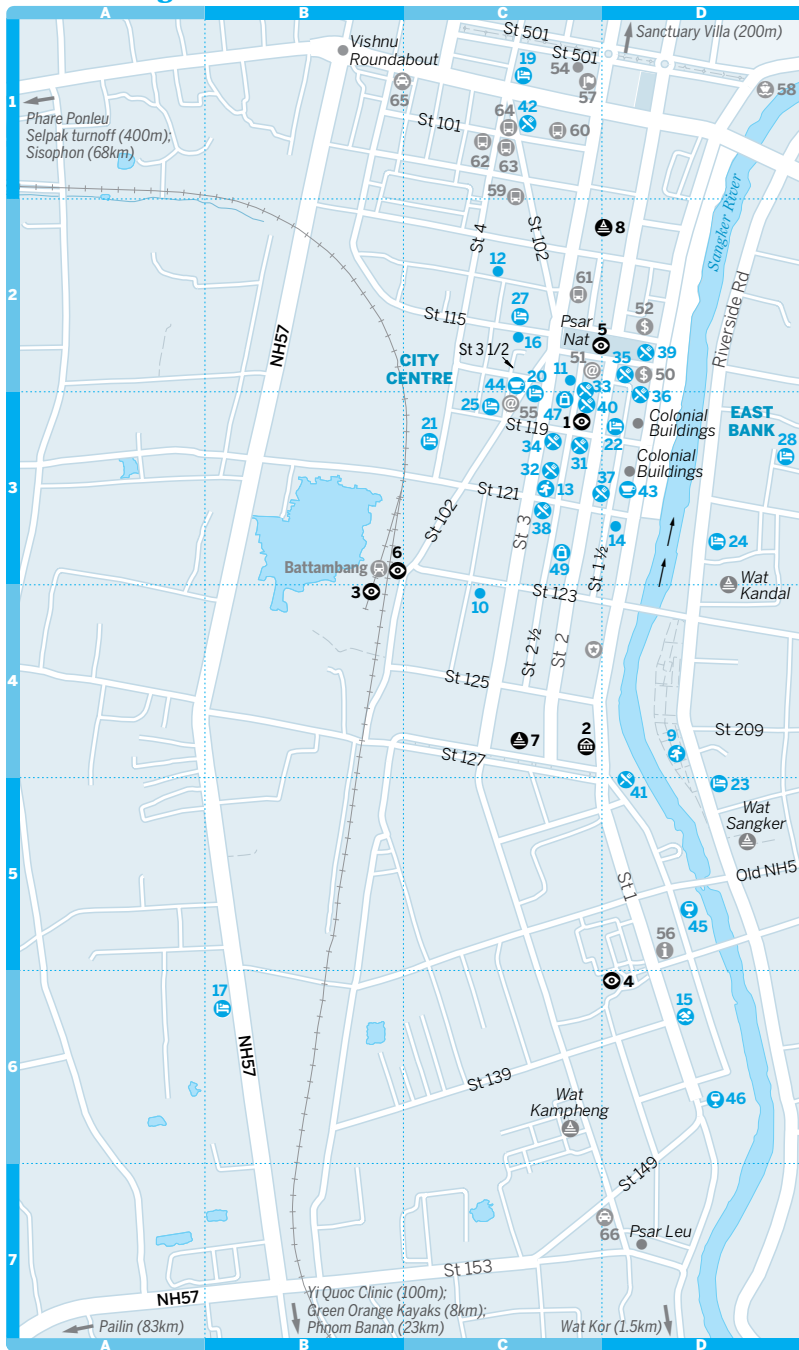 A
B
C
D
St 501
Sanctuary Villa (200m)
Vishnu
Roundabout
19
St 501
54
57
58
1
65
64
42
Phare Ponleu
Selpak turnoff (400m);
Sisophon (68km)
St 101
60
62
63
59
Sangker River
8
St 4
St 102
12
61
2
27
52
St 115
Psar
Nat
5
Riverside Rd
NH57
16
St 3 1/2
39
CITY
CENTRE
51
35
50
20
11
44
33
36
25
55
47
40
Colonial
Buildings
EAST
BANK
St 119
1
22
21
34
31
28
Colonial
Buildings
32
37
3
St 121
13
43
St 102
38
St 3
14
24
6
49
St 1 ½
Battambang
Wat
Kandal
3
10
St 123
St 2 ½
St 2
4
St 125
St 209
2
9
7
St 127
41
23
Wat
Sangker
5
St 1
Old NH5
45
56
4
17
15
NH57
6
St 139
46
Wat
Kampheng
St 149
66
Psar Leu
7
St 153
NH57
Yi Quoc Clinic (100m);
Green Orange Kayaks (8km);
Phnom Banan (23km)
Pailin (83km)
Wat Kor (1.5km)
A
B
C
D